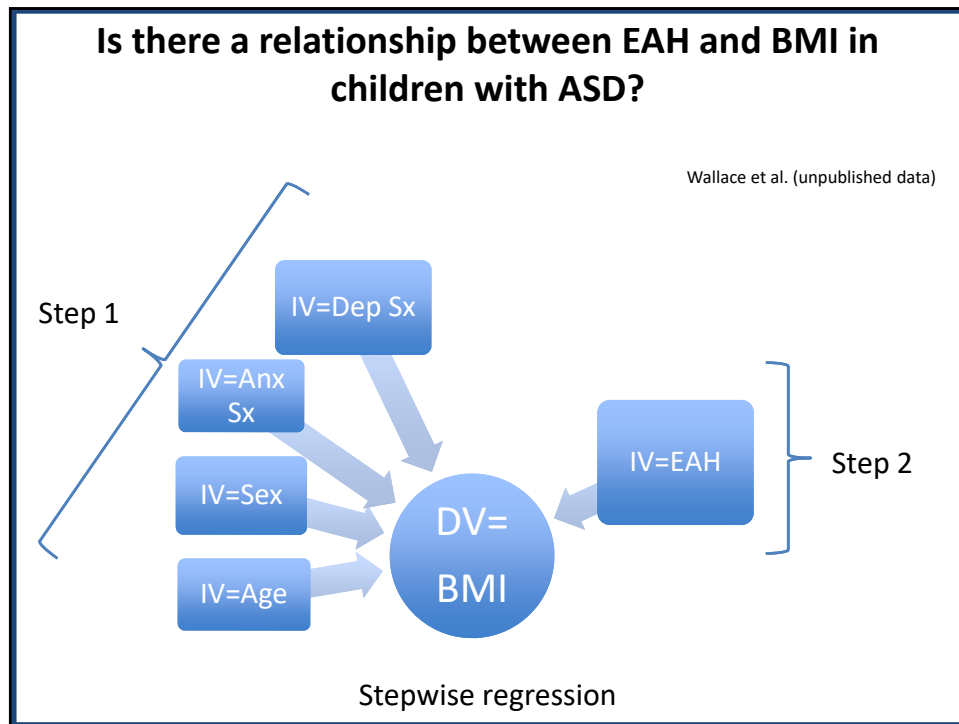 Is there a relationship between EAH and BMI in
children with ASD?
Wallace et al. (unpublished data)
Step 1
IV=Dep Sx
IV=Anx
Sx
IV=Sex
IV=Age
DV=
BMI
IV=EAH
Step 2
Stepwise regression